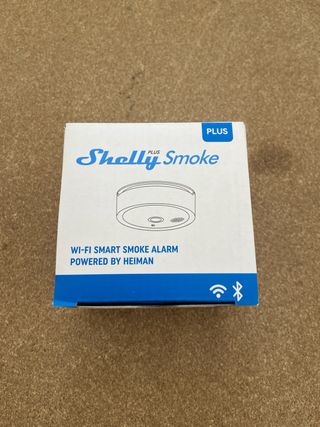 PLUS
Shelly PLUS Smoke
WI-FI SMART SMOKE ALARM
POWERED BY HEIMAN